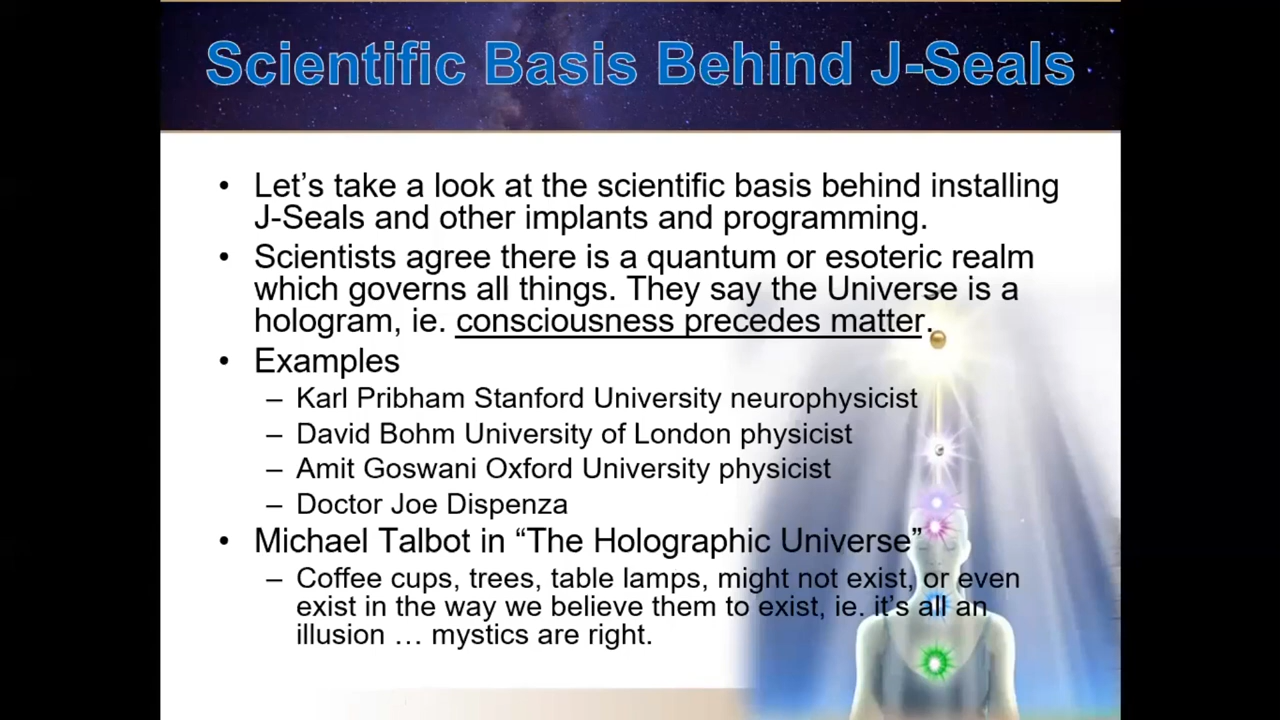 Scientific Basis Behind J-Seals
• Let’s take a look at the scientific basis behind installing
J-Seals and other implants and programming.
• Scientists agree there is a quantum or esoteric realm
which governs all things. They say the Universe is a
hologram, ie. consciousness precedes matter.
• Examples
– Karl Pribham Stanford University neurophysicist
– David Bohm University of London physicist
– Amit Goswani Oxford University physicist
– Doctor Joe Dispenza
• Michael Talbot in “The Holographic Universe”
– Coffee cups, trees, table lamps, might not exist, or even
exist in the way we believe them to exist, ie. it’s all an
illusion … mystics are right.